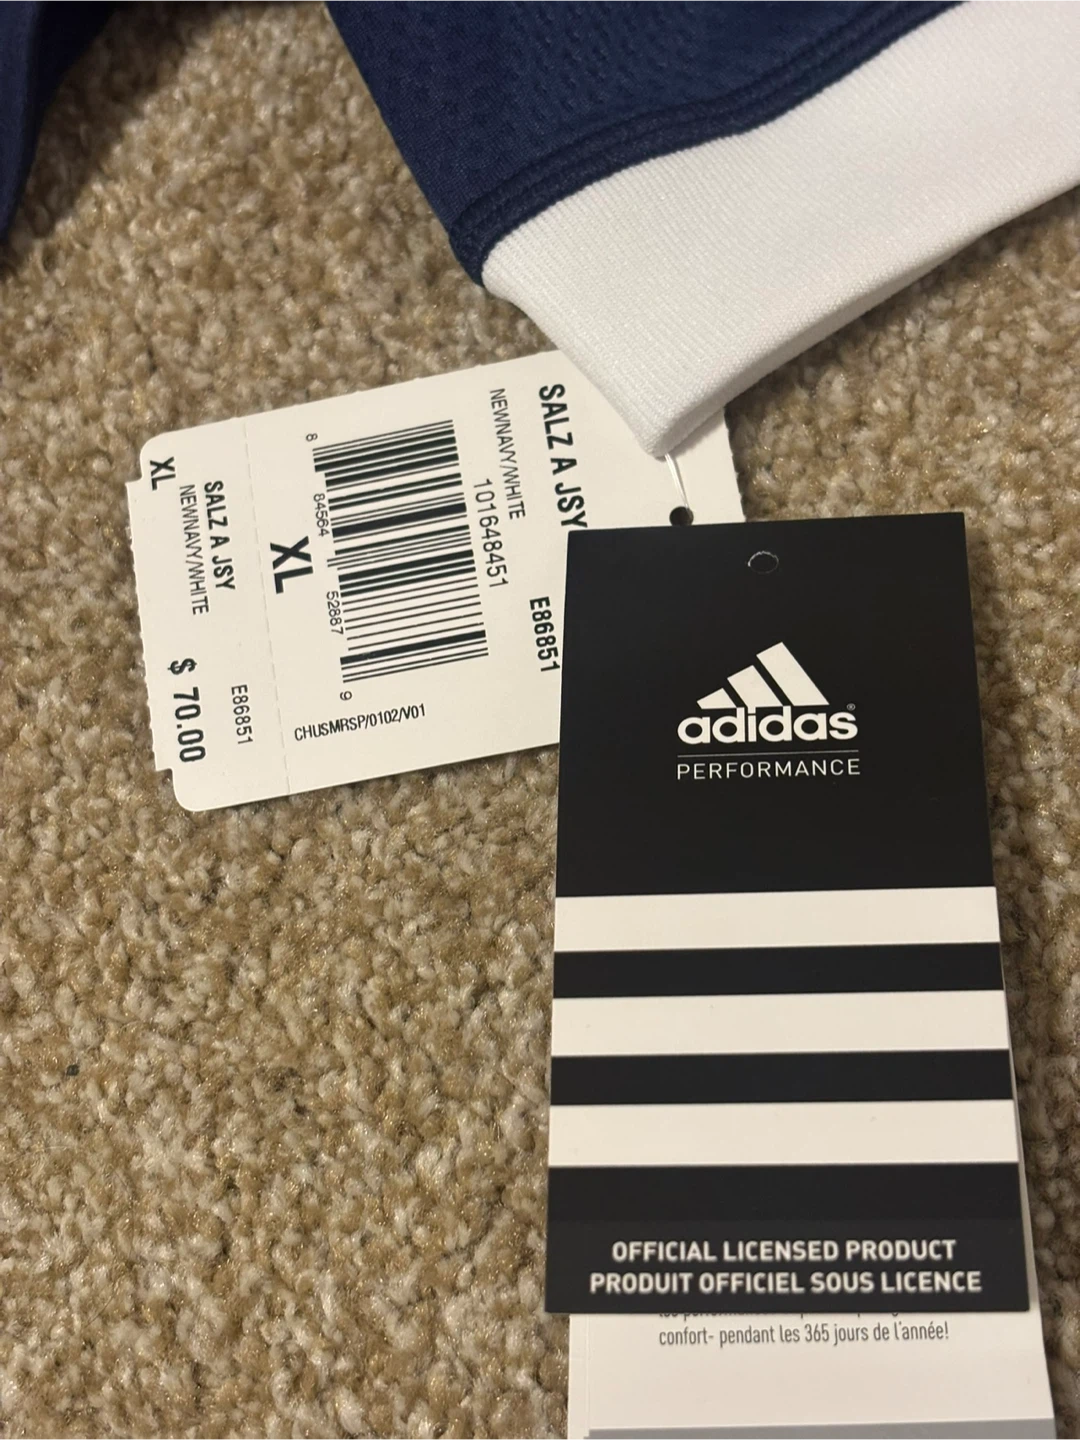 SALZ A JSY E86851
NEWNAVY/WHITE
101648451
8 84564 52887 9
XL
CHUSMRSP/0102/V01
SALZ A JSY E86851
NEWNAVY/WHITE
XL $ 70.00
adidas®
PERFORMANCE
OFFICIAL LICENSED PRODUCT
PRODUIT OFFICIEL SOUS LICENCE
confort- pendant les 365 jours de l'année!